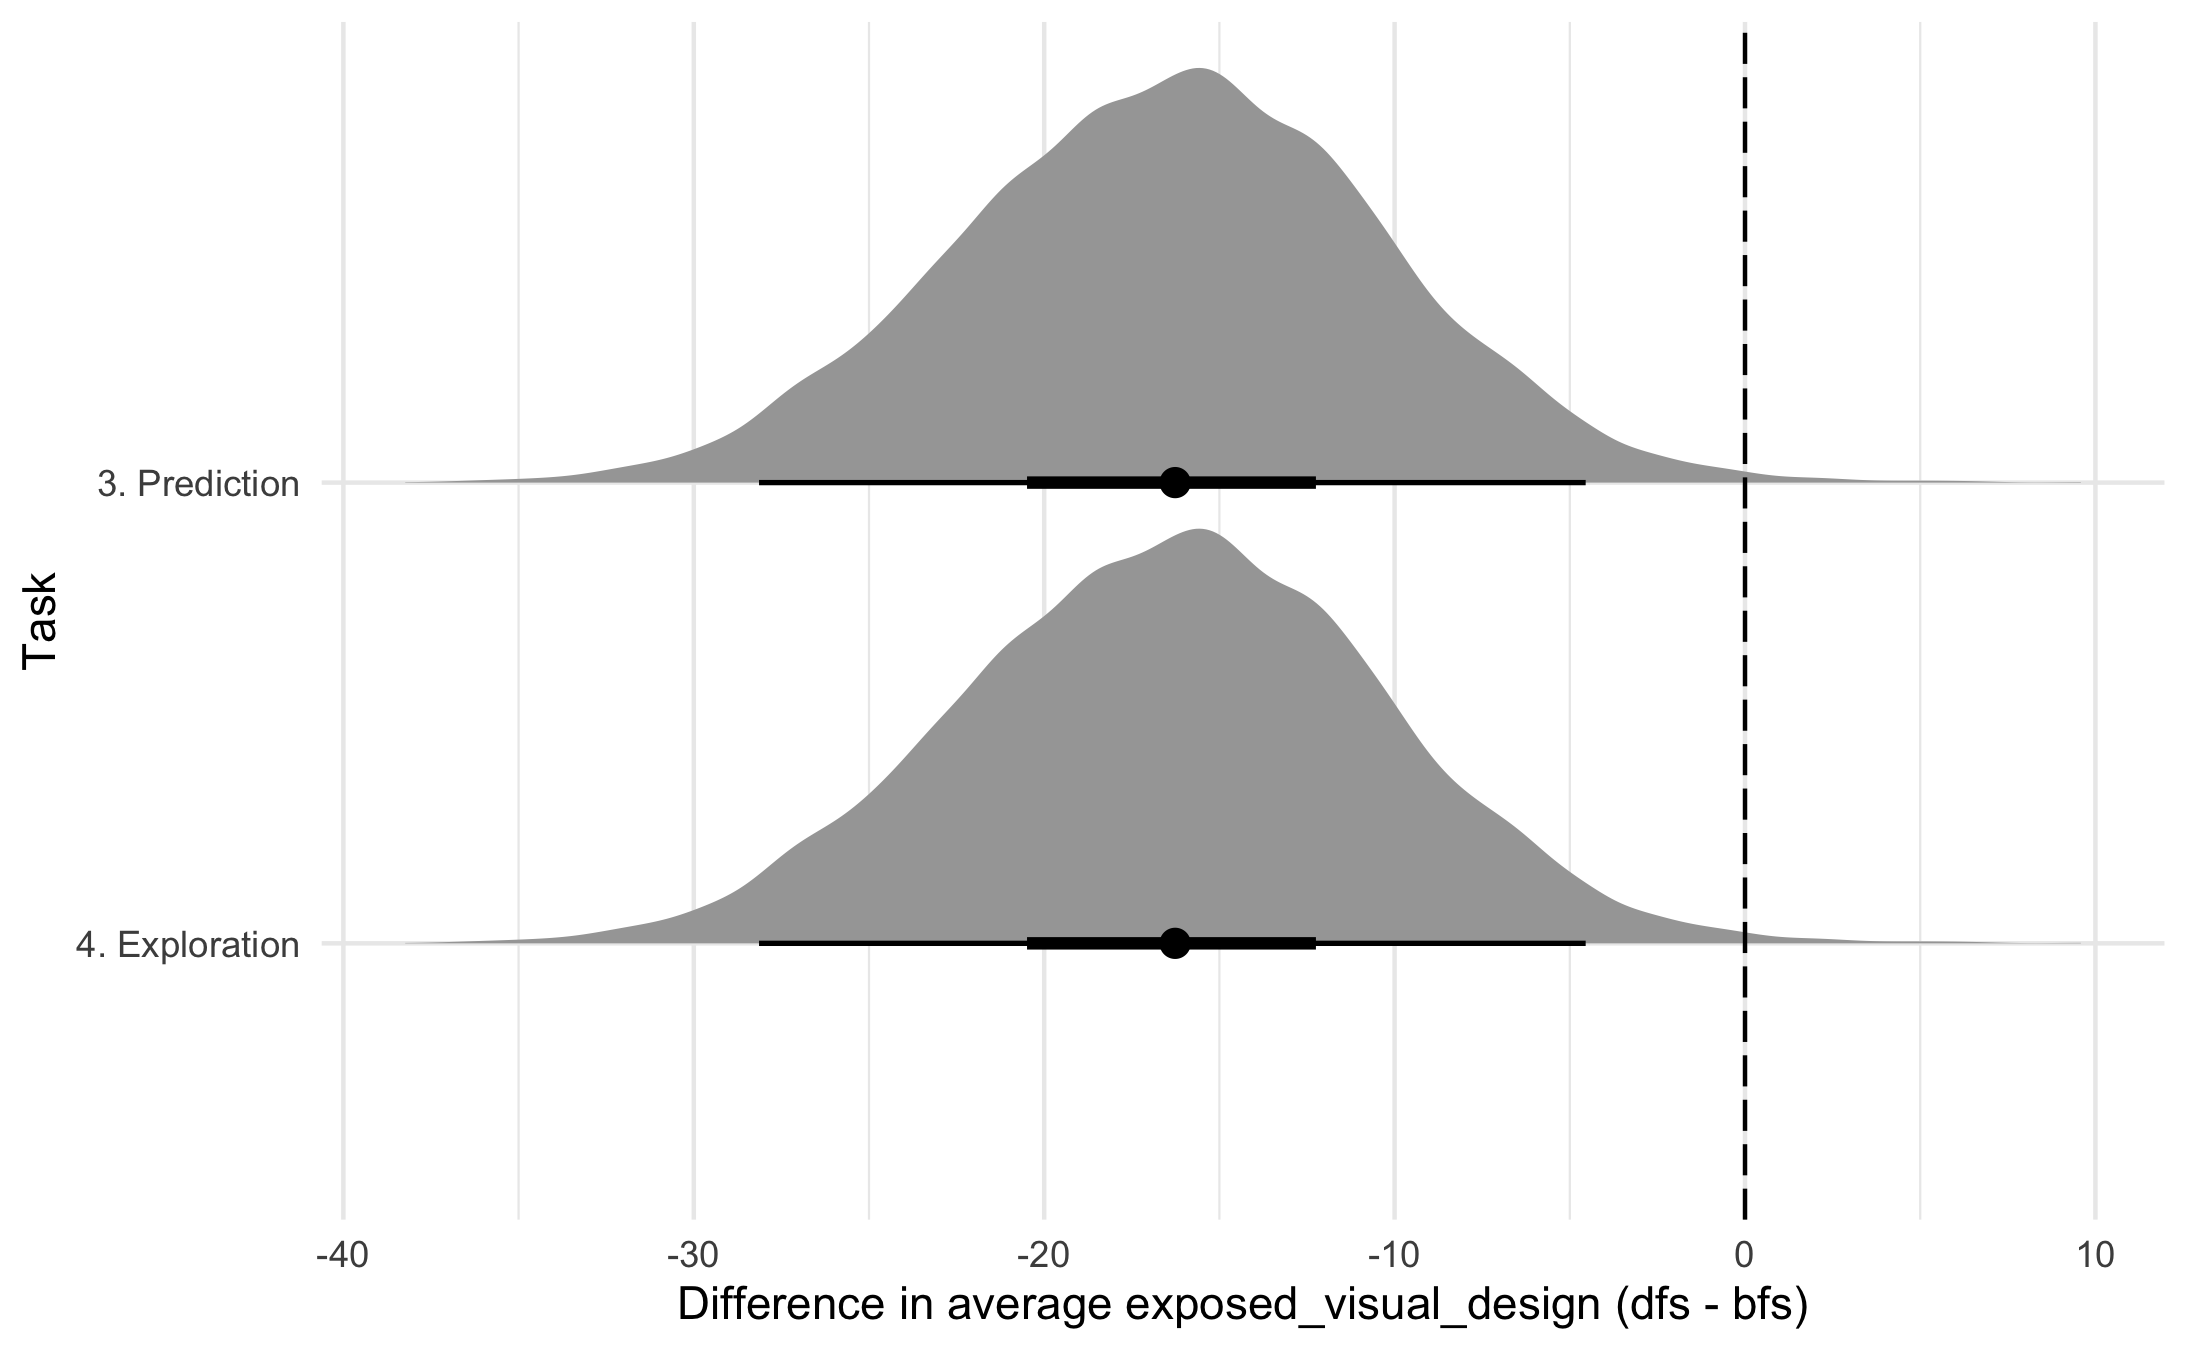 Task
3. Prediction
4. Exploration
-40 -30 -20 -10 0 10
Difference in average exposed_visual_design (dfs - bfs)